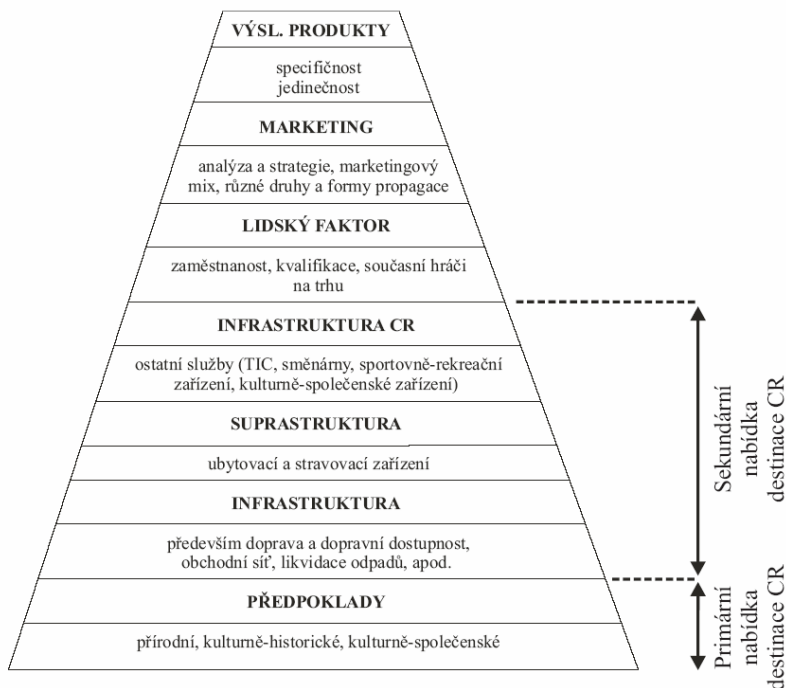 VÝSL. PRODUKTY
specifičnost
jedinečnost
MARKETING
analýza a strategie, marketingový
mix, různé druhy a formy propagace
LIDSKÝ FAKTOR
zaměstnanost, kvalifikace, současní hráči
na trhu
INFRASTRUKTURA CR
ostatní služby (TIC, směnárny, sportovně-rekreační
zařízení, kulturně-společenské zařízení)
SUPRASTRUKTURA
ubytovací a stravovací zařízení
INFRASTRUKTURA
především doprava a dopravní dostupnost,
obchodní síť, likvidace odpadů, apod.
PŘEDPOKLADY
přírodní, kulturně-historické, kulturně-společenské
Sekundární
nabídka
destinace CR
Primární
nabídka
destinace CR